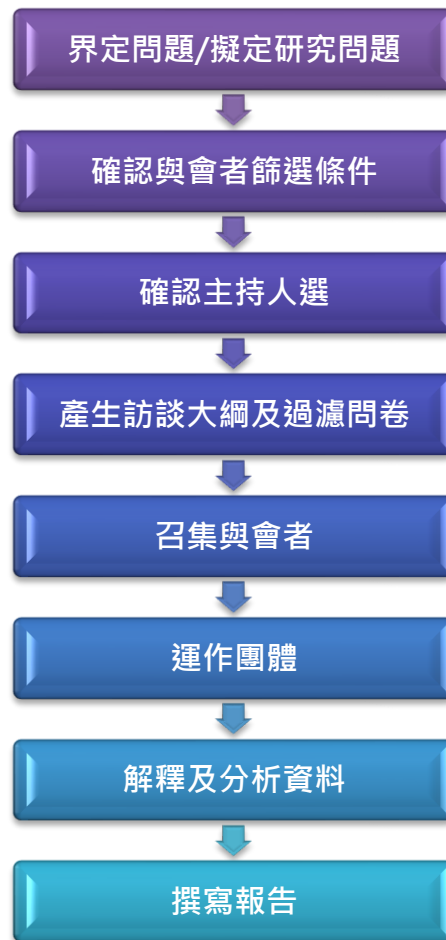 界定問題/擬定研究問題
確認與會者篩選條件
確認主持人選
產生訪談大綱及過濾問卷
召集與會者
運作團體
解釋及分析資料
撰寫報告